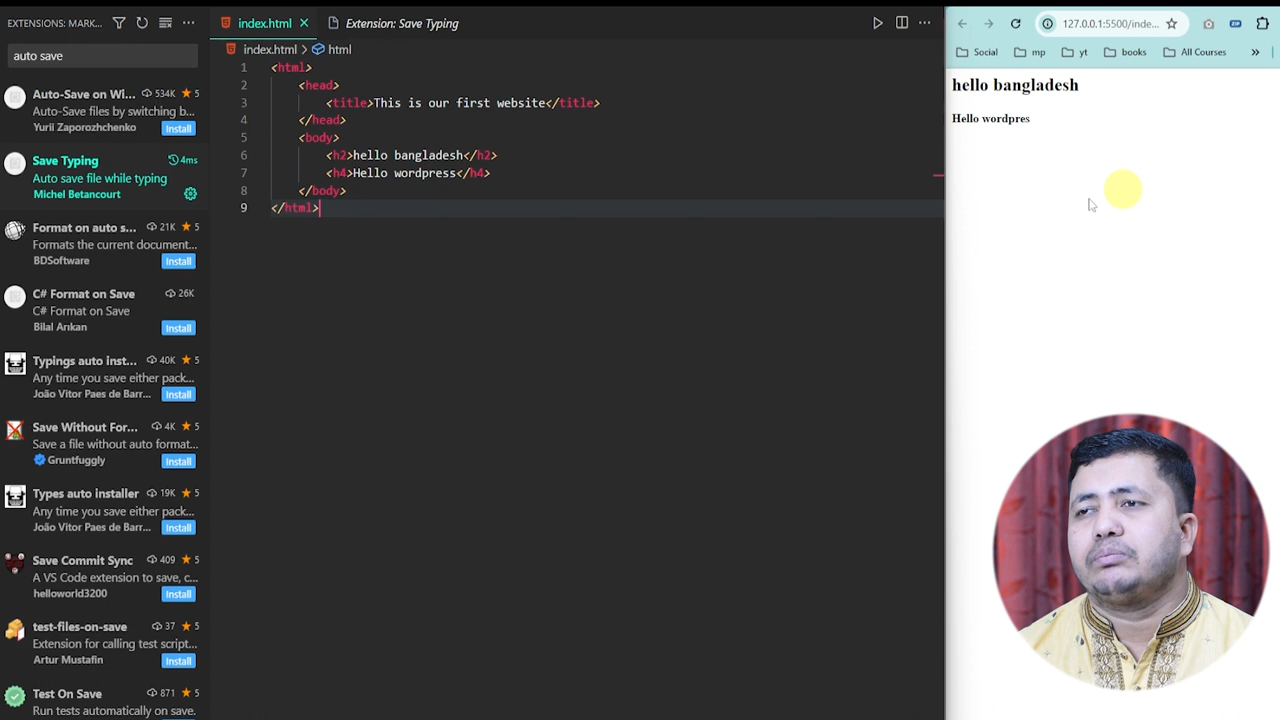 EXTENSIONS: MARK...
auto save
Auto-Save on Wi... 534K 5
Auto-Save files by switching b...
Yurii Zaporozhchenko Install
Save Typing 4ms
Auto save file while typing
Michel Betancourt
Format on auto s... 21K 5
Formats the current documen...
BDSoftware Install
C# Format on Save 26K
C# Format on Save
Bilal Arıkan Install
Typings auto inst... 40K 5
Any time you save either pack...
João Vitor Paes de Barr... Install
Save Without For... 4K 5
Save a file without auto format...
Gruntfuggly Install
Types auto installer 19K 5
Any time you save either pack...
João Vitor Paes de Barr... Install
Save Commit Sync 409 5
A VS Code extension to save, c...
helloworld3200 Install
test-files-on-save 37 5
Extension for calling test script...
Artur Mustafin Install
Test On Save 871 5
Run tests automatically on save.
index.html Extension: Save Typing
index.html > html
1 <html>
2 <head>
3 <title>This is our first website</title>
4 </head>
5 <body>
6 <h2>hello bangladesh</h2>
7 <h4>Hello wordpress</h4>
8 </body>
9 </html>
127.0.0.1:5500/inde...
Social mp yt books All Courses
hello bangladesh
Hello wordpres